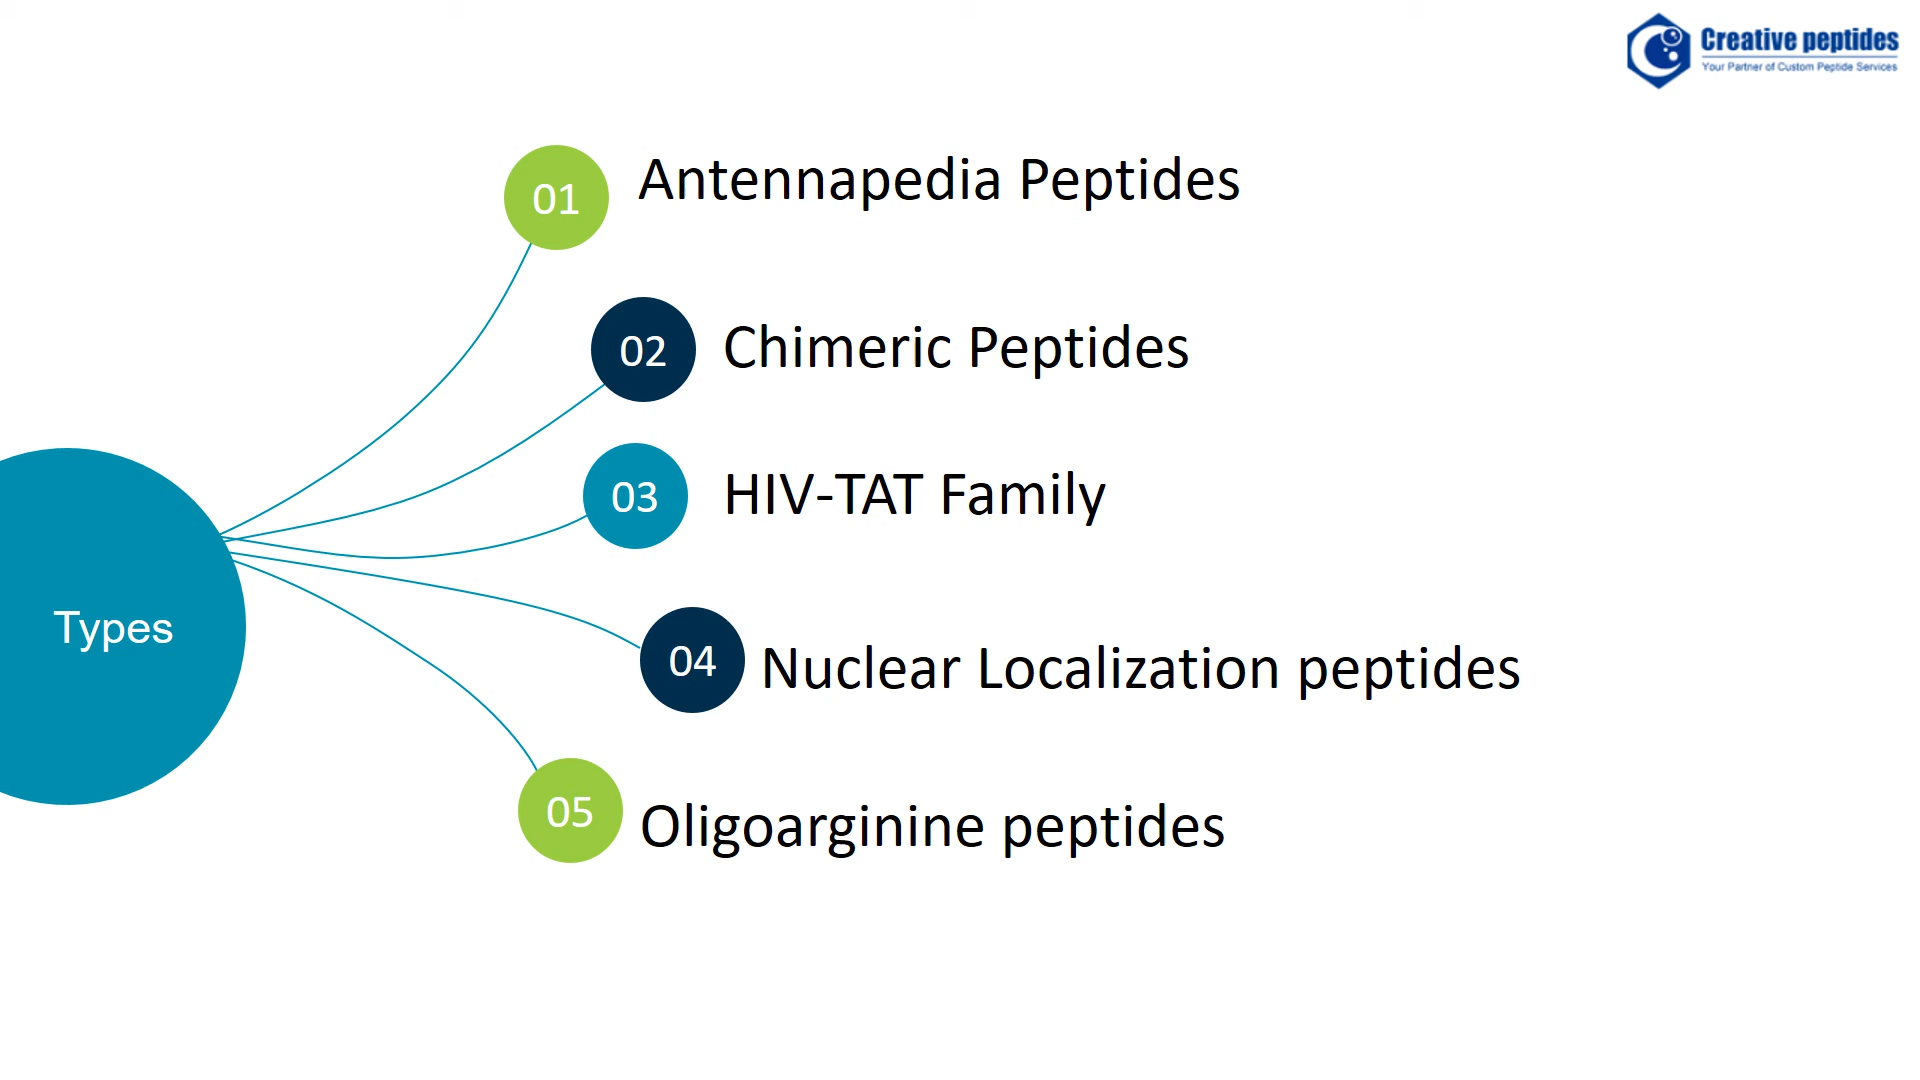 Creative peptides
Your Partner of Custom Peptide Services
01 Antennapedia Peptides
02 Chimeric Peptides
03 HIV-TAT Family
Types
04 Nuclear Localization peptides
05 Oligoarginine peptides